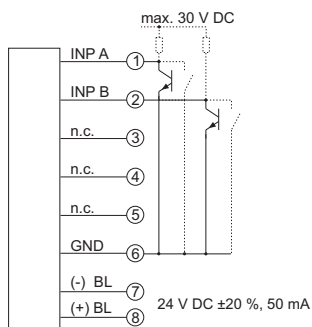 max. 30 V DC
INP A 1
INP B 2
n.c. 3
n.c. 4
n.c. 5
GND 6
(-) BL 7
24 V DC ±20 %, 50 mA
(+) BL 8